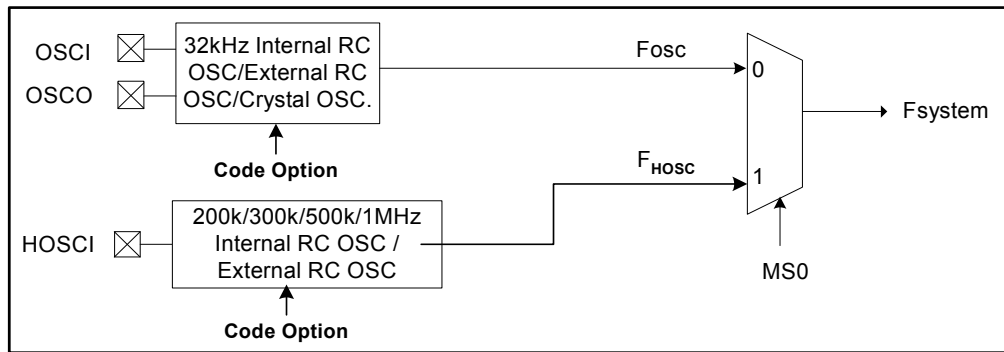 OSCI
OSCO
32kHz Internal RC
OSC/External RC
OSC/Crystal OSC.
Code Option
Fosc
0
Fsystem
FHOSC
1
MS0
HOSCI
200k/300k/500k/1MHz
Internal RC OSC /
External RC OSC
Code Option